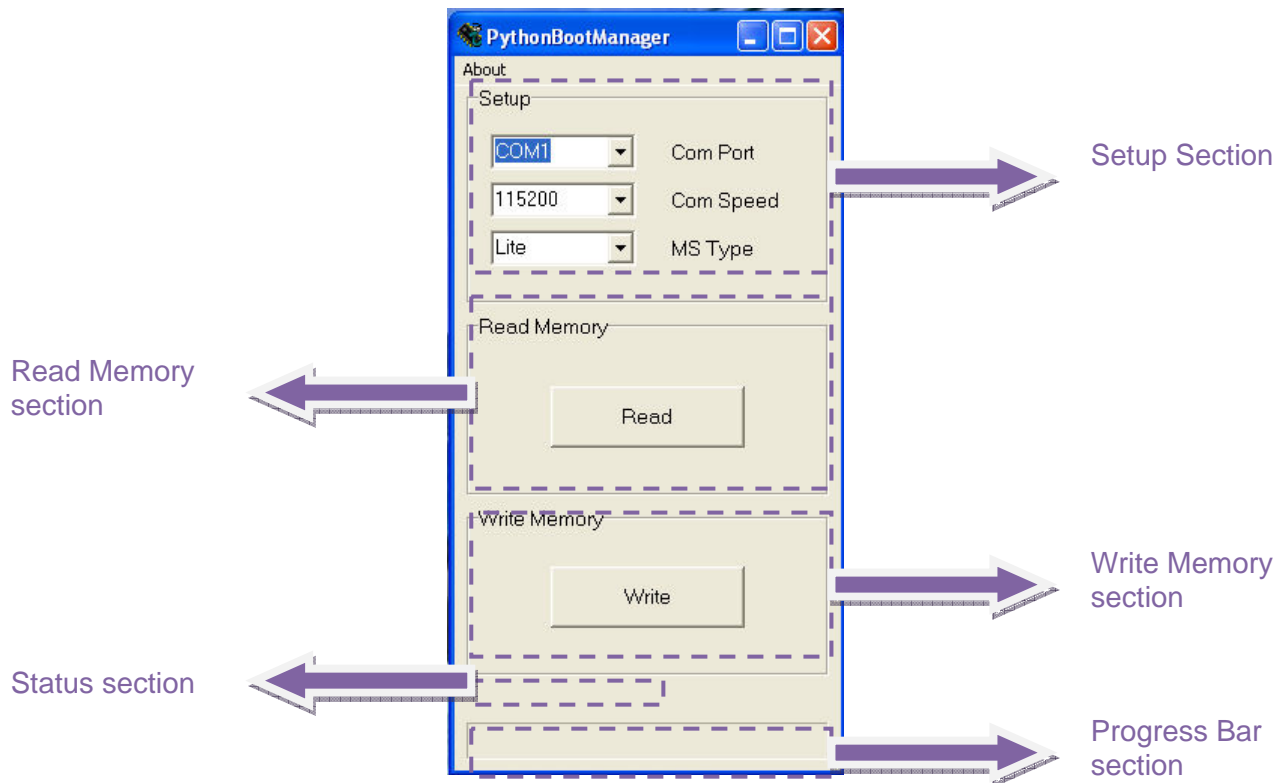 PythonBootManager
About
Setup
COM1 Com Port
Setup Section
115200 Com Speed
Lite MS Type
Read Memory
Read Memory
section
Read
Write Memory
Write Memory
section
Write
Status section
Progress Bar
section